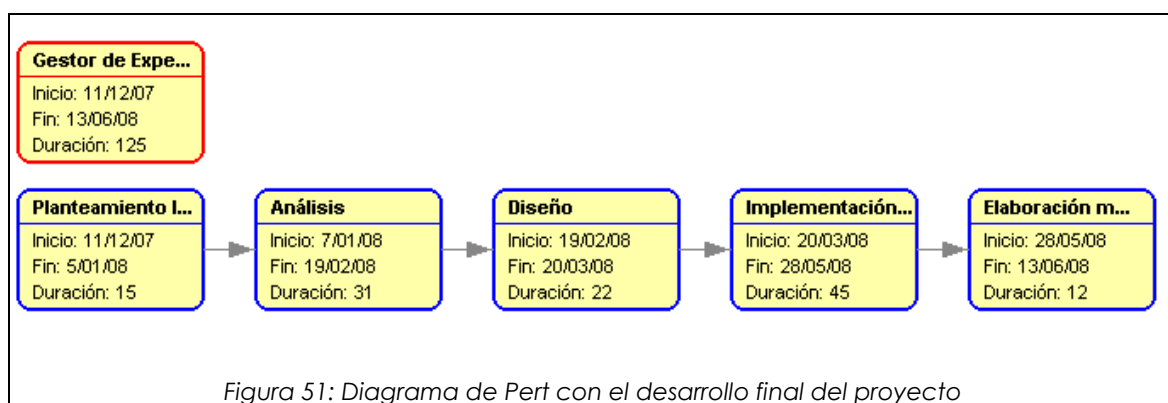 Gestor de Expe...
Inicio: 11/12/07
Fin: 13/06/08
Duración: 125
Planteamiento I...
Inicio: 11/12/07
Fin: 5/01/08
Duración: 15
Análisis
Inicio: 7/01/08
Fin: 19/02/08
Duración: 31
Diseño
Inicio: 19/02/08
Fin: 20/03/08
Duración: 22
Implementación...
Inicio: 20/03/08
Fin: 28/05/08
Duración: 45
Elaboración m...
Inicio: 28/05/08
Fin: 13/06/08
Duración: 12
Figura 51: Diagrama de Pert con el desarrollo final del proyecto